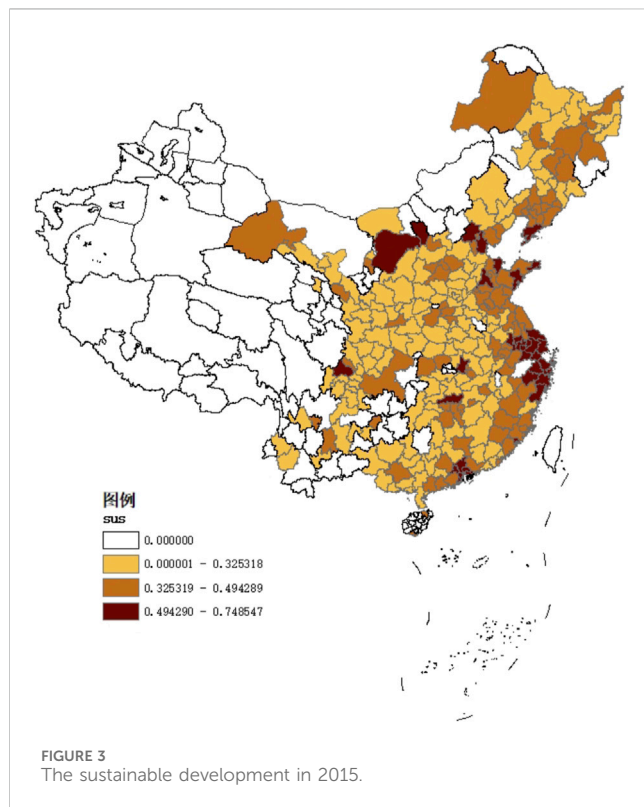 图例
sus
0.000000
0.000001 - 0.325318
0.325319 - 0.494289
0.494290 - 0.748547
FIGURE 3
The sustainable development in 2015.